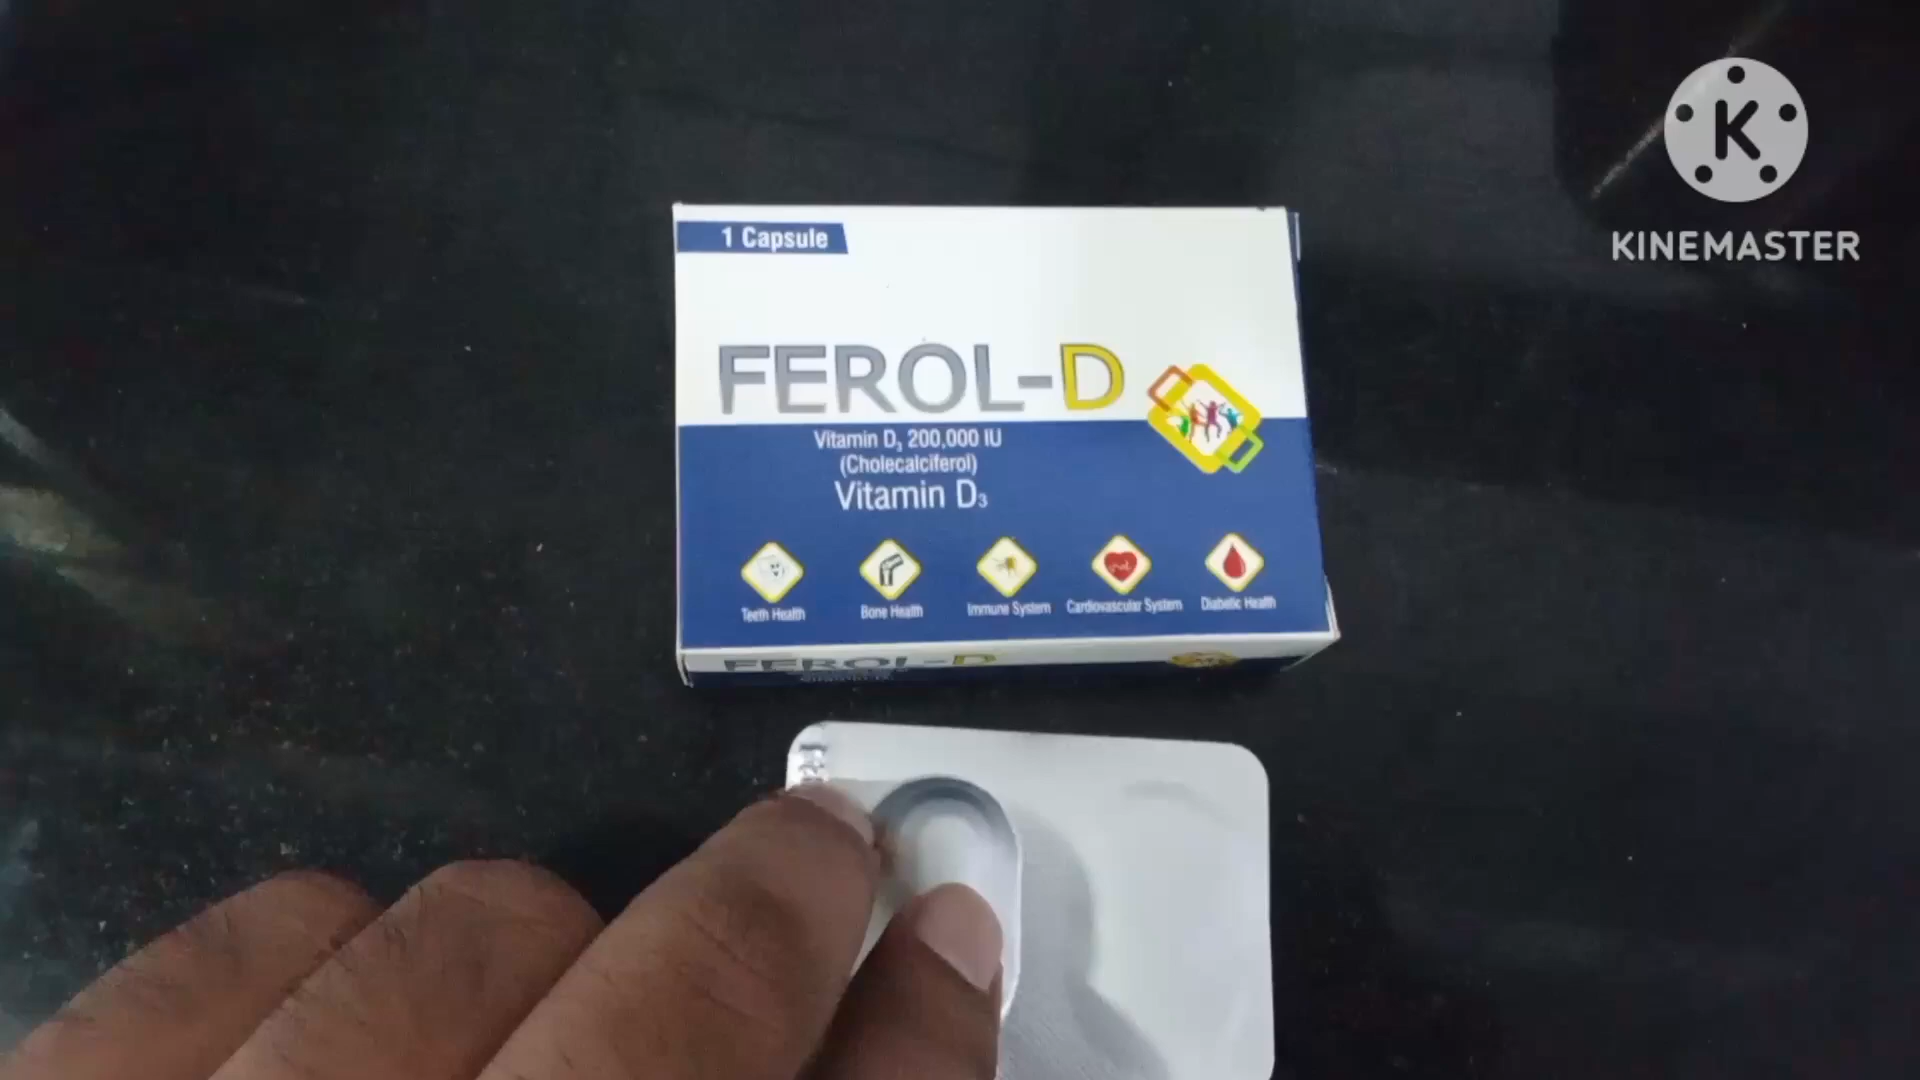 K
KINEMASTER
1 Capsule
FEROL-D
Vitamin D₃ 200,000 IU
(Cholecalciferol)
Vitamin D₃
Teeth Health
Bone Health
Immune System
Cardiovascular System
Diabetic Health
FEROL-D